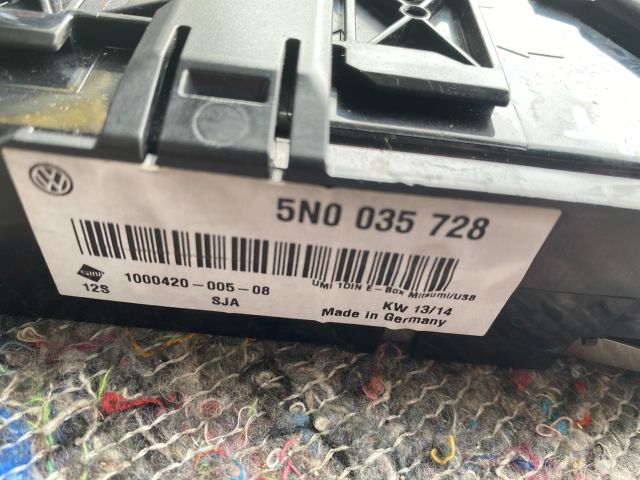 5N0 035 728
UMI 1DIN E-Box Mitsumi/USB
12S
1000420-005-08
SJA
KW 13/14
Made in Germany